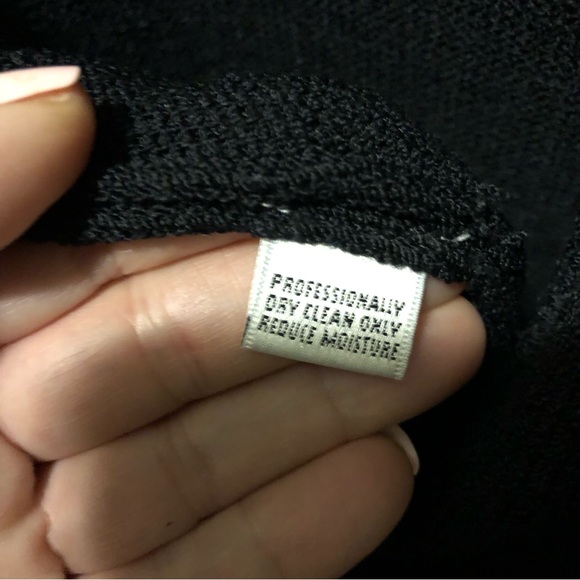 PROFESSIONALLY
DRY CLEAN ONLY
REDUCE MOISTURE